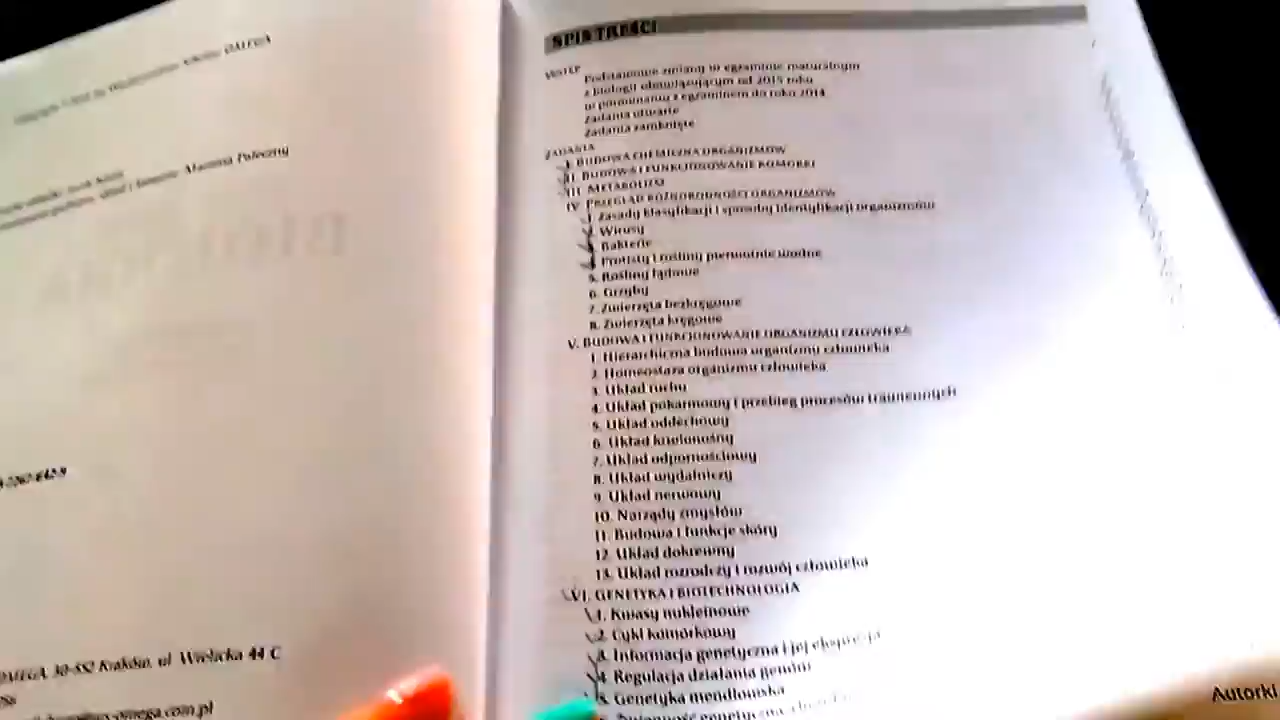 Marzena Paleczny
OMEGA, 30-552 Kraków, ul. Wielicka 44 C
SPIS TREŚCI
WSTĘP
Podstawowe zmiany w egzaminie maturalnym
z biologii obowiązującym od 2015 roku
w porównaniu z egzaminem do roku 2014
Zadania otwarte
Zadania zamknięte
ZADANIA
I. BUDOWA CHEMICZNA ORGANIZMÓW
II. BUDOWA I FUNKCJONOWANIE KOMÓRKI
III. METABOLIZM
IV. PRZEGLĄD RÓŻNORODNOŚCI ORGANIZMÓW
1. Zasady klasyfikacji i sposoby identyfikacji organizmów
2. Wirusy
3. Bakterie
4. Protisty i rośliny pierwotnie wodne
5. Rośliny lądowe
6. Grzyby
7. Zwierzęta bezkręgowe
8. Zwierzęta kręgowe
V. BUDOWA I FUNKCJONOWANIE ORGANIZMU CZŁOWIEKA
1. Hierarchiczna budowa organizmu człowieka
2. Homeostaza organizmu człowieka
3. Układ ruchu
4. Układ pokarmowy i przebieg procesów trawiennych
5. Układ oddechowy
6. Układ krwionośny
7. Układ odpornościowy
8. Układ wydalniczy
9. Układ nerwowy
10. Narządy zmysłów
11. Budowa i funkcje skóry
12. Układ dokrewny
13. Układ rozrodczy i rozwój człowieka
VI. GENETYKA I BIOTECHNOLOGIA
1. Kwasy nukleinowe
2. Cykl komórkowy
3. Informacja genetyczna i jej ekspresja
4. Regulacja działania genów
5. Genetyka mendlowska
Autorki